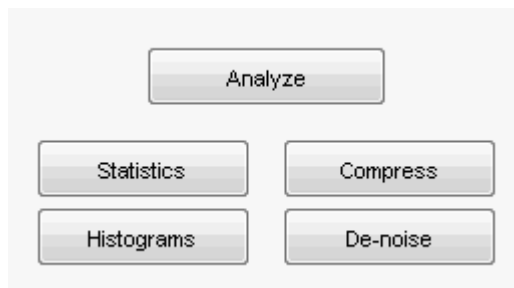 Analyze
Statistics
Compress
Histograms
De-noise